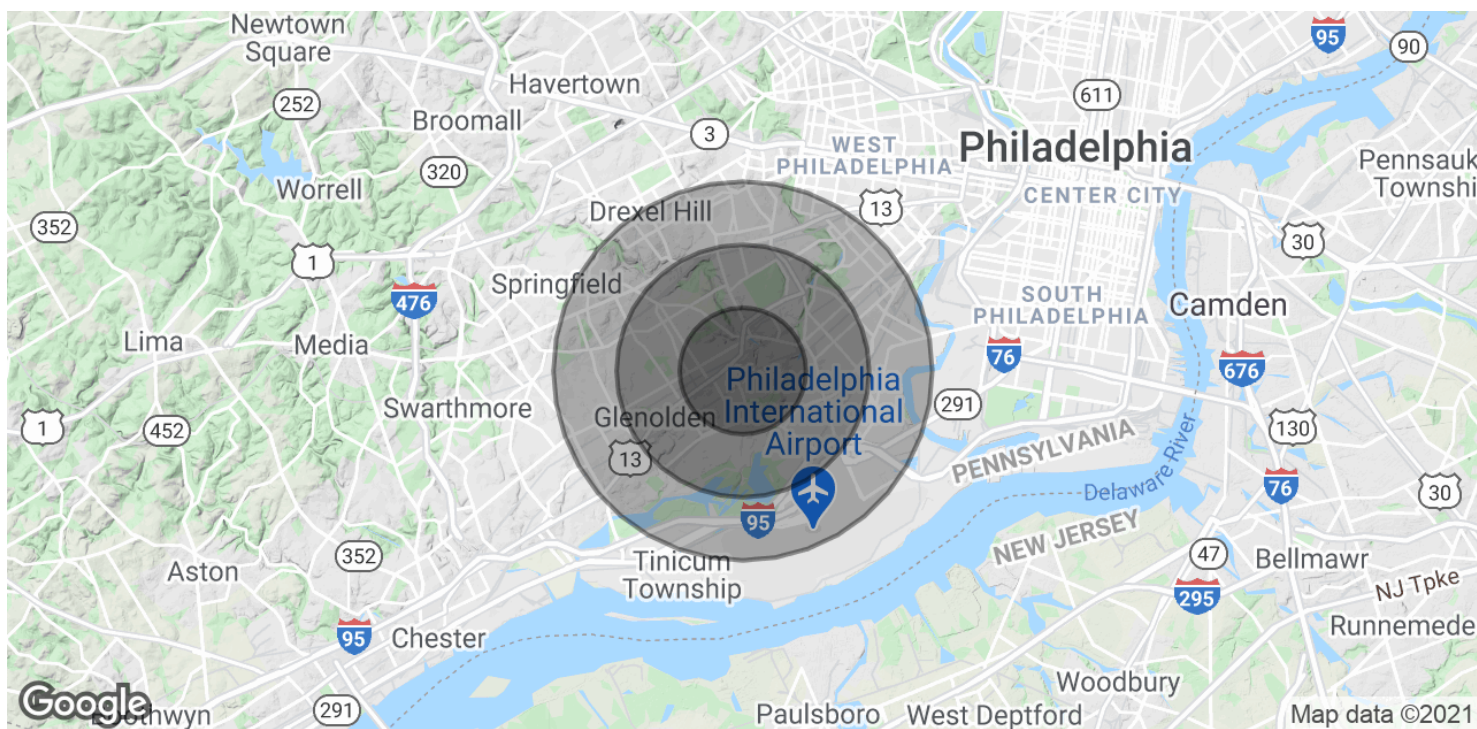 Newtown
Square
95
90
Havertown
252
611
Broomall
3
WEST
PHILADELPHIA
Philadelphia
Pennsauk
Township
320
Worrell
CENTER CITY
Drexel Hill
13
352
30
1
Springfield
476
SOUTH
PHILADELPHIA
Camden
Lima
Media
76
676
Philadelphia
International
Airport
Swarthmore
291
Glenolden
1
452
130
13
PENNSYLVANIA
Delaware River
76
30
95
NEW JERSEY
352
Tinicum
Township
47
Bellmawr
Aston
NJ Tpke
295
95
Chester
Runnemede
Woodbury
Google
291
Paulsboro
West Deptford
Map data ©2021